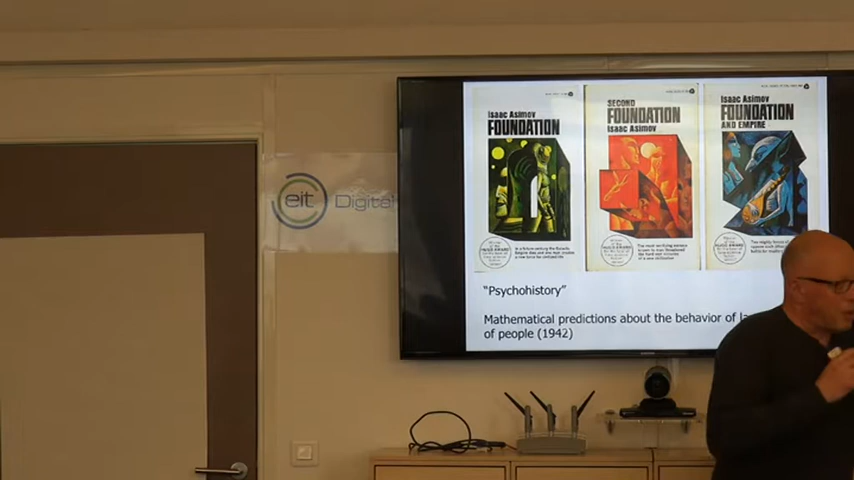 eit Digital
Isaac Asimov
FOUNDATION
SECOND
FOUNDATION
Isaac Asimov
Isaac Asimov
FOUNDATION
AND EMPIRE
"Psychohistory"
Mathematical predictions about the behavior of
of people (1942)